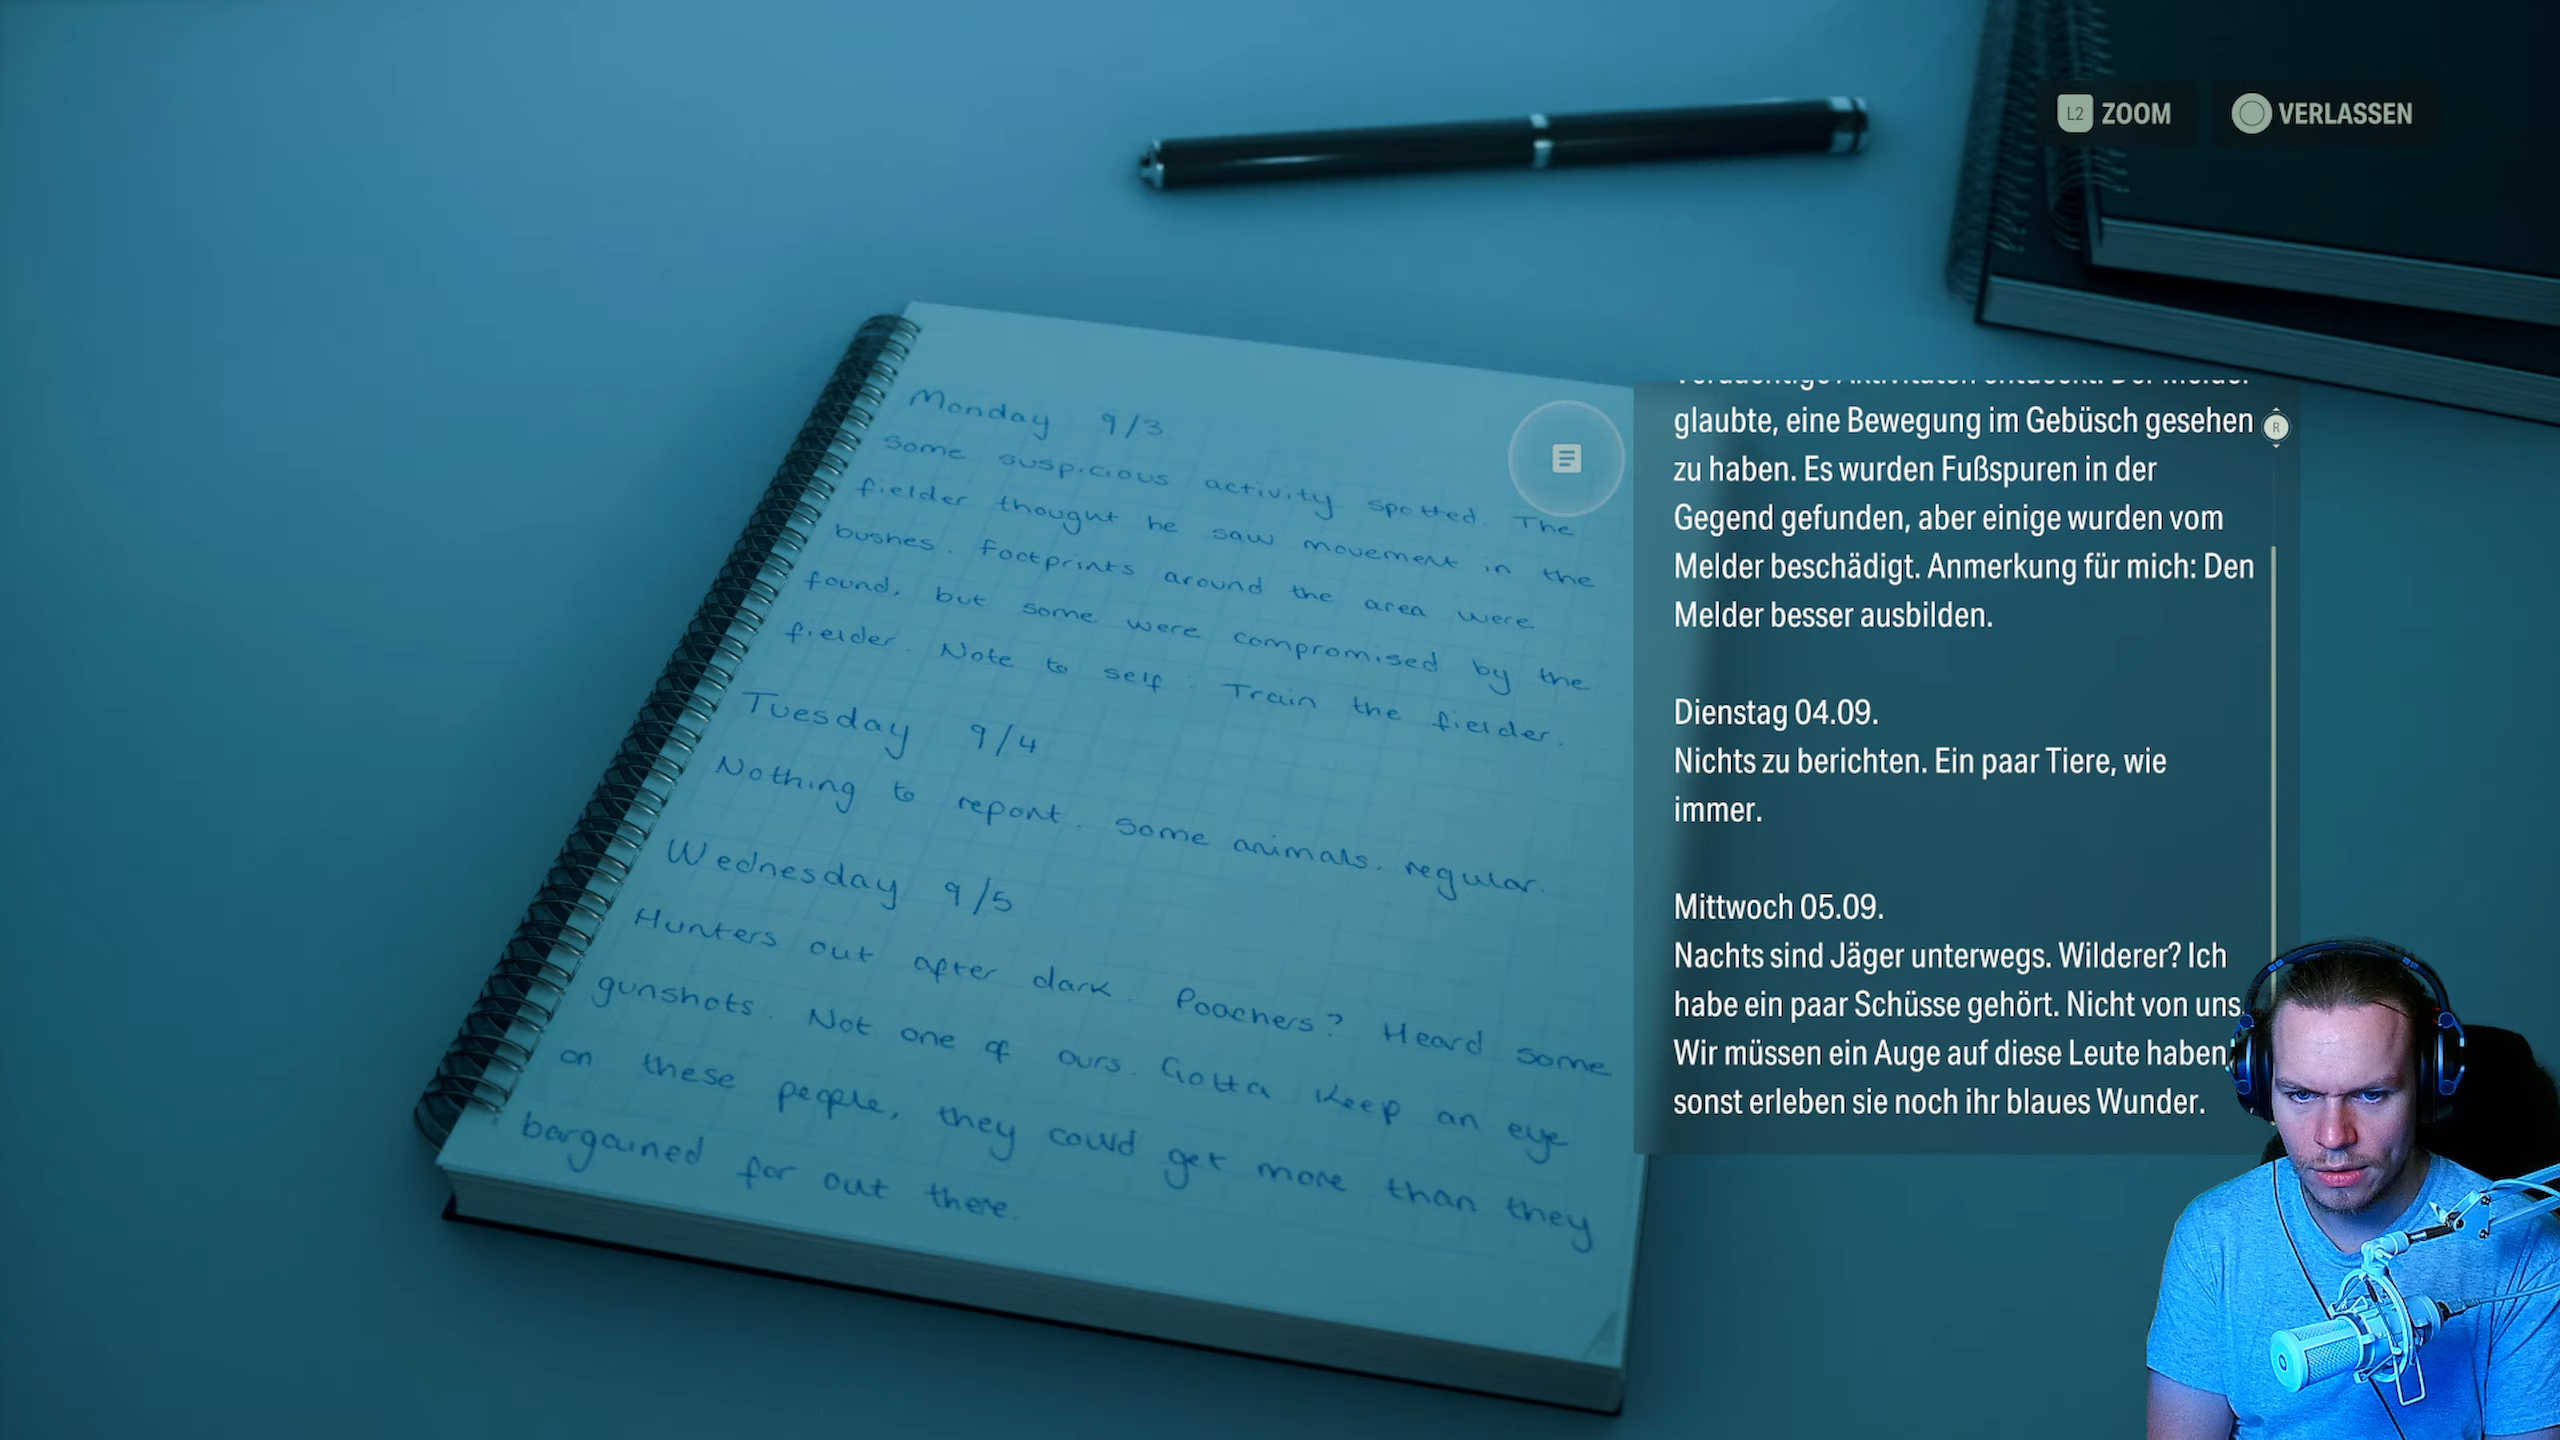 L2 ZOOM
VERLASSEN
Monday 9/3
Some suspicious activity spotted. The
fielder thought he saw movement in the
bushes. Footprints around the area were
found, but some were compromised by the
fielder. Note to self: Train the fielder.
Tuesday 9/4
Nothing to report. Some animals, regular.
Wednesday 9/5
Hunters out after dark. Poachers? Heard some
gunshots. Not one of ours. Gotta keep an eye
on these people, they could get more than they
bargained for out there.
glaubte, eine Bewegung im Gebüsch gesehen
R
zu haben. Es wurden Fußspuren in der
Gegend gefunden, aber einige wurden vom
Melder beschädigt. Anmerkung für mich: Den
Melder besser ausbilden.
Dienstag 04.09.
Nichts zu berichten. Ein paar Tiere, wie
immer.
Mittwoch 05.09.
Nachts sind Jäger unterwegs. Wilderer? Ich
habe ein paar Schüsse gehört. Nicht von uns.
Wir müssen ein Auge auf diese Leute haben,
sonst erleben sie noch ihr blaues Wunder.